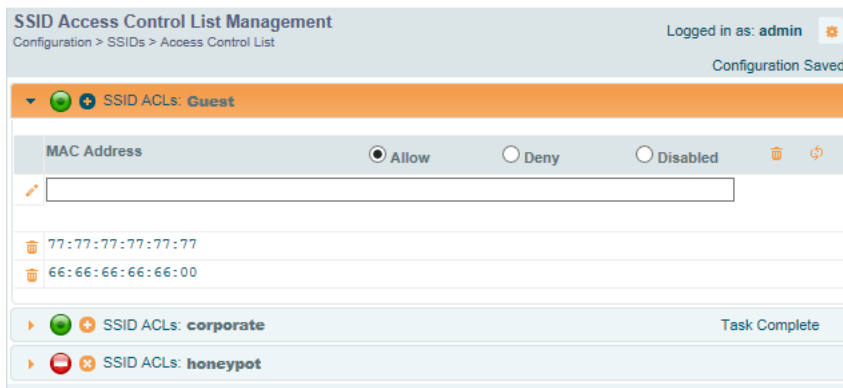 SSID Access Control List Management
Configuration > SSIDs > Access Control List
Logged in as: admin
Configuration Saved
SSID ACLs: Guest
MAC Address Allow Deny Disabled
77:77:77:77:77:77
66:66:66:66:66:00
SSID ACLs: corporate Task Complete
SSID ACLs: honeypot